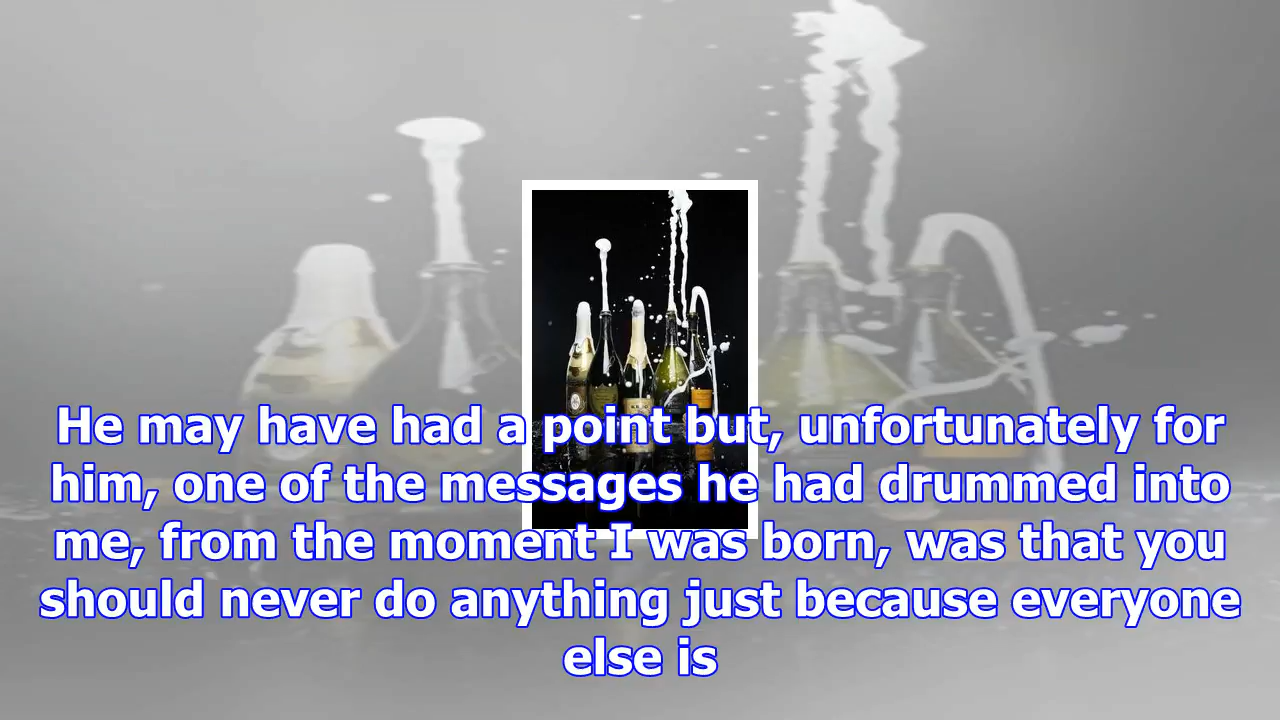 He may have had a point but, unfortunately for
him, one of the messages he had drummed into
me, from the moment I was born, was that you
should never do anything just because everyone
else is